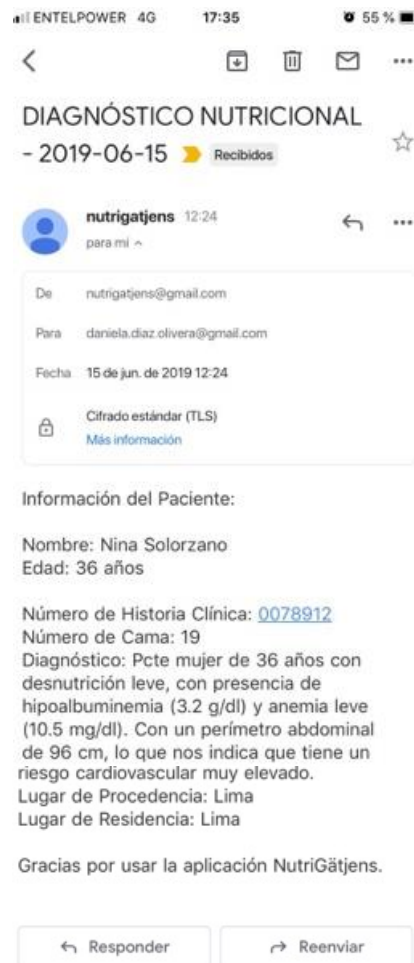 ENTELPOWER 4G 17:35 55 %
DIAGNÓSTICO NUTRICIONAL
- 2019-06-15 Recibidos
nutrigatjens 12:24
para mí
De nutrigatjens@gmail.com
Para daniela.diaz.olivera@gmail.com
Fecha 15 de jun. de 2019 12:24
Cifrado estándar (TLS)
Más información
Información del Paciente:
Nombre: Nina Solorzano
Edad: 36 años
Número de Historia Clínica: 0078912
Número de Cama: 19
Diagnóstico: Pcte mujer de 36 años con
desnutrición leve, con presencia de
hipoalbuminemia (3.2 g/dl) y anemia leve
(10.5 mg/dl). Con un perímetro abdominal
de 96 cm, lo que nos indica que tiene un
riesgo cardiovascular muy elevado.
Lugar de Procedencia: Lima
Lugar de Residencia: Lima
Gracias por usar la aplicación NutriGätjens.
Responder Reenviar